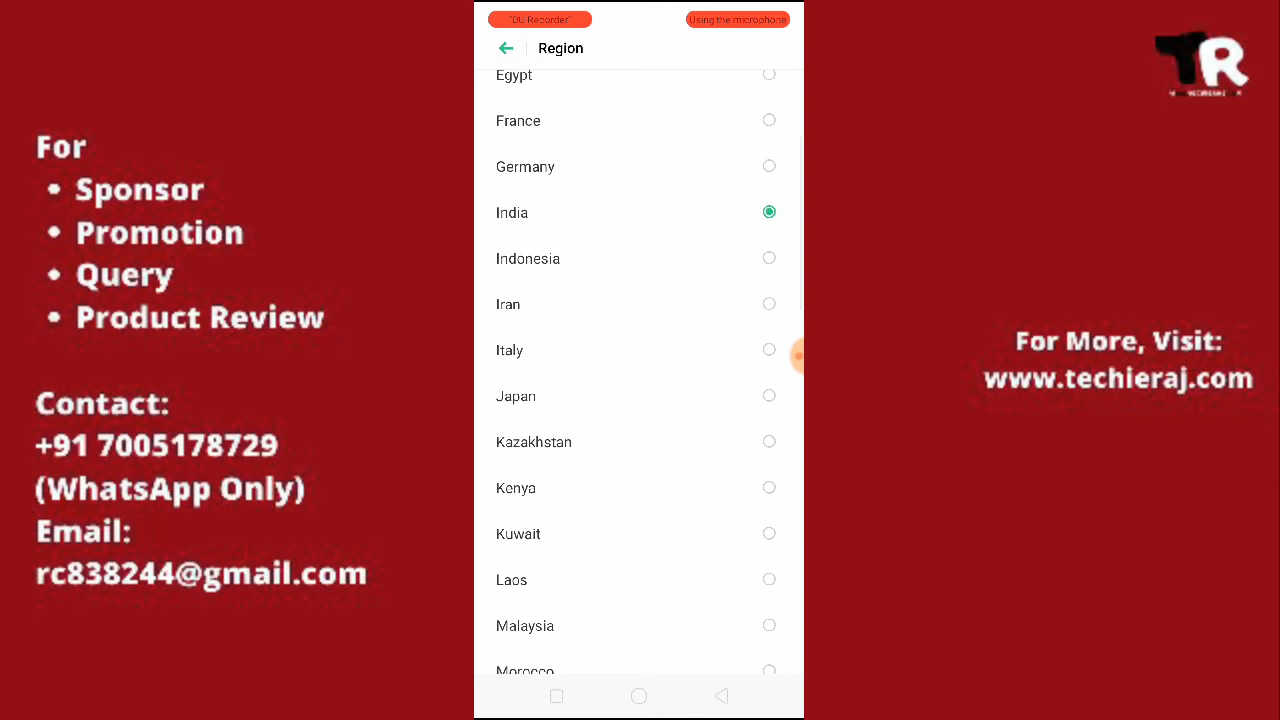 For
• Sponsor
• Promotion
• Query
• Product Review
Contact:
+91 7005178729
(WhatsApp Only)
Email:
rc838244@gmail.com
"DU Recorder"
Using the microphone
Region
Egypt
France
Germany
India
Indonesia
Iran
Italy
Japan
Kazakhstan
Kenya
Kuwait
Laos
Malaysia
Morocco
TR
For More, Visit:
www.techieraj.com